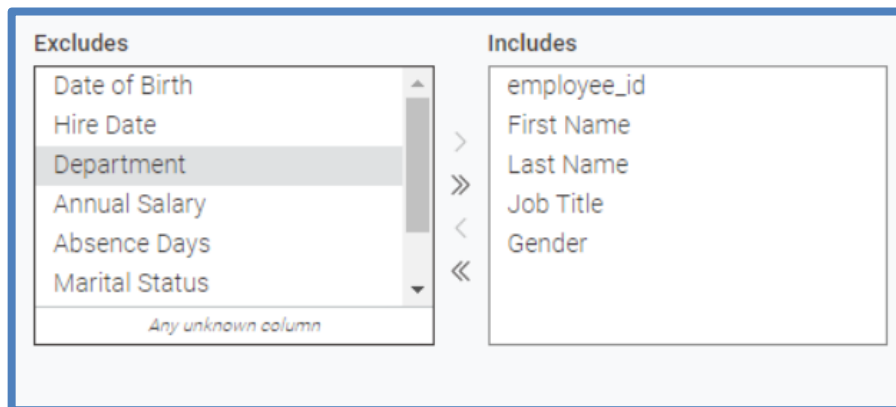 Excludes
Date of Birth
Hire Date
Department
Annual Salary
Absence Days
Marital Status
Any unknown column
Includes
employee_id
First Name
Last Name
Job Title
Gender